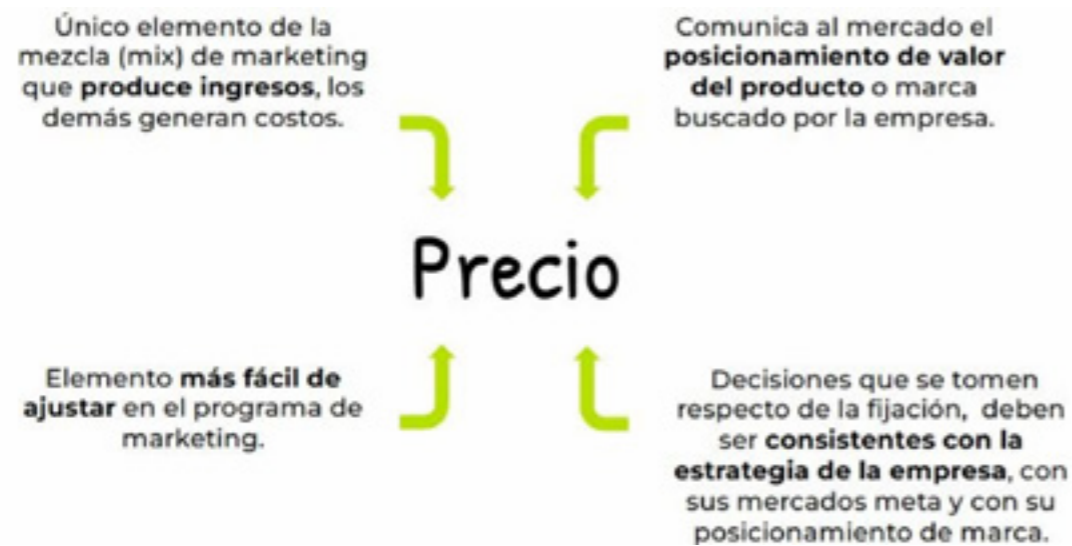 Único elemento de la
mezcla (mix) de marketing
que produce ingresos, los
demás generan costos.
Comunica al mercado el
posicionamiento de valor
del producto o marca
buscado por la empresa.
Precio
Elemento más fácil de
ajustar en el programa de
marketing.
Decisiones que se tomen
respecto de la fijación, deben
ser consistentes con la
estrategia de la empresa, con
sus mercados meta y con su
posicionamiento de marca.